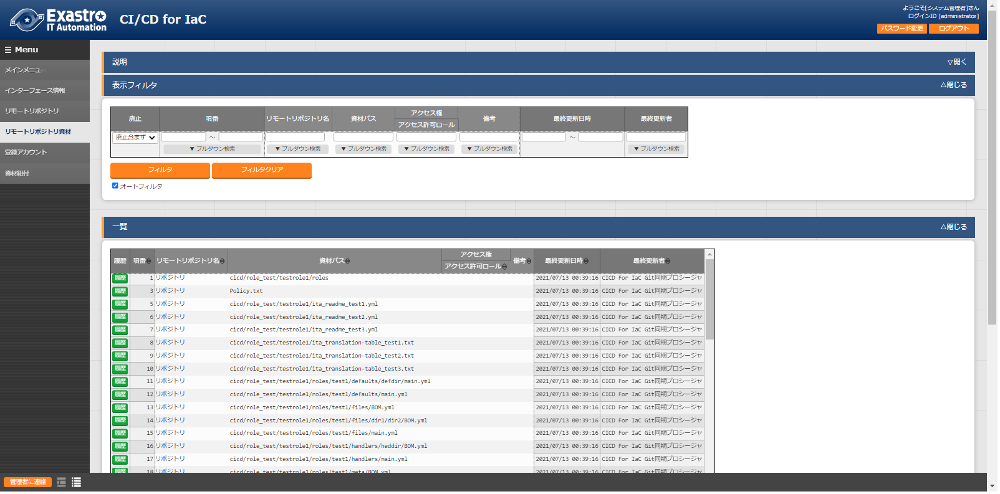 Exastro
IT Automation
CI/CD for IaC
ようこそ[システム管理者]さん
ログインID [administrator]
パスワード変更
ログアウト
Menu
メインメニュー
インターフェース情報
リモートリポジトリ
リモートリポジトリ資材
登録アカウント
資材紐付
説明
▽開く
表示フィルタ
△閉じる
廃止
項番
リモートリポジトリ名
資材パス
アクセス権
アクセス許可ロール
備考
最終更新日時
最終更新者
廃止含まず
～
～
▼プルダウン検索
▼プルダウン検索
▼プルダウン検索
▼プルダウン検索
▼プルダウン検索
▼プルダウン検索
フィルタ
フィルタクリア
オートフィルタ
一覧
△閉じる
履歴 項番 リモートリポジトリ名 資材パス アクセス権 アクセス許可ロール 備考 最終更新日時 最終更新者
1 リポジトリ cicd/role_test/testrole1/roles 2021/07/13 00:39:16 CICD For IaC Git同期プロシージャ
3 リポジトリ Policy.txt 2021/07/13 00:39:16 CICD For IaC Git同期プロシージャ
5 リポジトリ cicd/role_test/testrole1/ita_readme_test1.yml 2021/07/13 00:39:16 CICD For IaC Git同期プロシージャ
6 リポジトリ cicd/role_test/testrole1/ita_readme_test2.yml 2021/07/13 00:39:16 CICD For IaC Git同期プロシージャ
7 リポジトリ cicd/role_test/testrole1/ita_readme_test3.yml 2021/07/13 00:39:16 CICD For IaC Git同期プロシージャ
8 リポジトリ cicd/role_test/testrole1/ita_translation-table_test1.txt 2021/07/13 00:39:16 CICD For IaC Git同期プロシージャ
9 リポジトリ cicd/role_test/testrole1/ita_translation-table_test2.txt 2021/07/13 00:39:16 CICD For IaC Git同期プロシージャ
10 リポジトリ cicd/role_test/testrole1/ita_translation-table_test3.txt 2021/07/13 00:39:16 CICD For IaC Git同期プロシージャ
11 リポジトリ cicd/role_test/testrole1/roles/test1/defaults/defdir/main.yml 2021/07/13 00:39:16 CICD For IaC Git同期プロシージャ
12 リポジトリ cicd/role_test/testrole1/roles/test1/defaults/main.yml 2021/07/13 00:39:16 CICD For IaC Git同期プロシージャ
13 リポジトリ cicd/role_test/testrole1/roles/test1/files/BOM.yml 2021/07/13 00:39:16 CICD For IaC Git同期プロシージャ
14 リポジトリ cicd/role_test/testrole1/roles/test1/files/dir1/dir2/BOM.yml 2021/07/13 00:39:16 CICD For IaC Git同期プロシージャ
15 リポジトリ cicd/role_test/testrole1/roles/test1/files/main.yml 2021/07/13 00:39:16 CICD For IaC Git同期プロシージャ
16 リポジトリ cicd/role_test/testrole1/roles/test1/handlers/heddir/BOM.yml 2021/07/13 00:39:16 CICD For IaC Git同期プロシージャ
17 リポジトリ cicd/role_test/testrole1/roles/test1/handlers/main.yml 2021/07/13 00:39:16 CICD For IaC Git同期プロシージャ
18 リポジトリ cicd/role_test/testrole1/roles/test1/meta/BOM.yml 2021/07/13 00:39:16 CICD For IaC Git同期プロシージャ
管理者に連絡